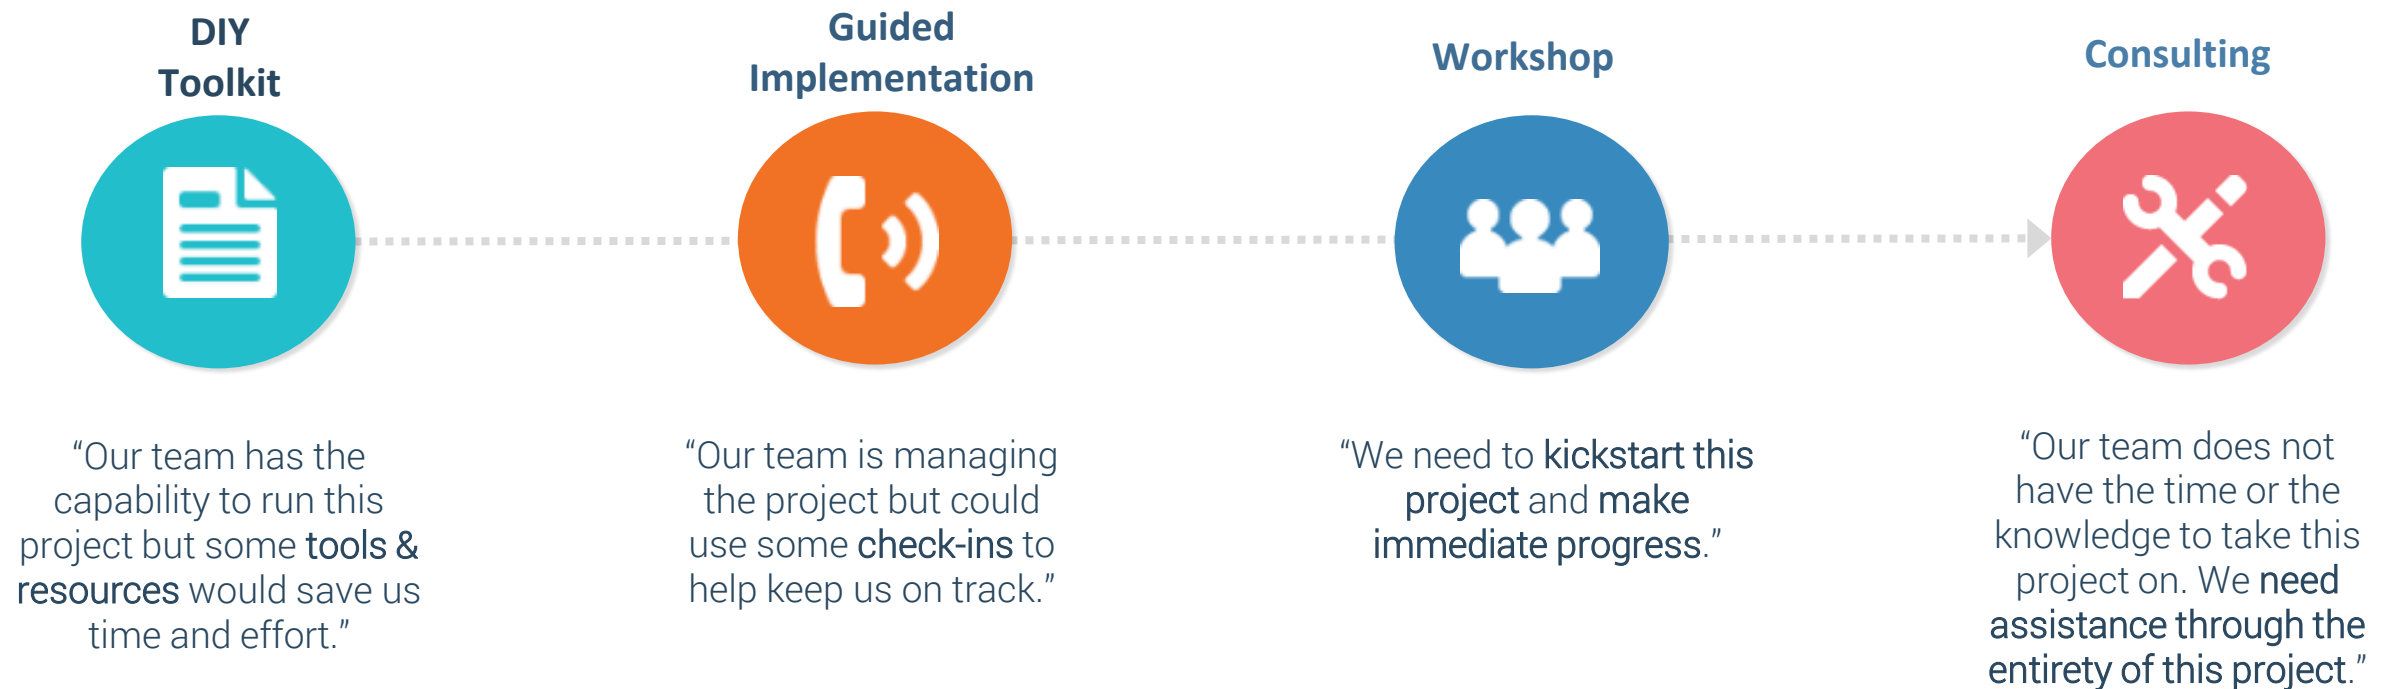 DIY
Toolkit
“Our team has the
capability to run this
project but some tools &
resources would save us
time and effort.”
Guided
Implementation
“Our team is managing
the project but could
use some check-ins to
help keep us on track.”
Workshop
“We need to kickstart this
project and make
immediate progress.”
Consulting
“Our team does not
have the time or the
knowledge to take this
project on. We need
assistance through the
entirety of this project.”